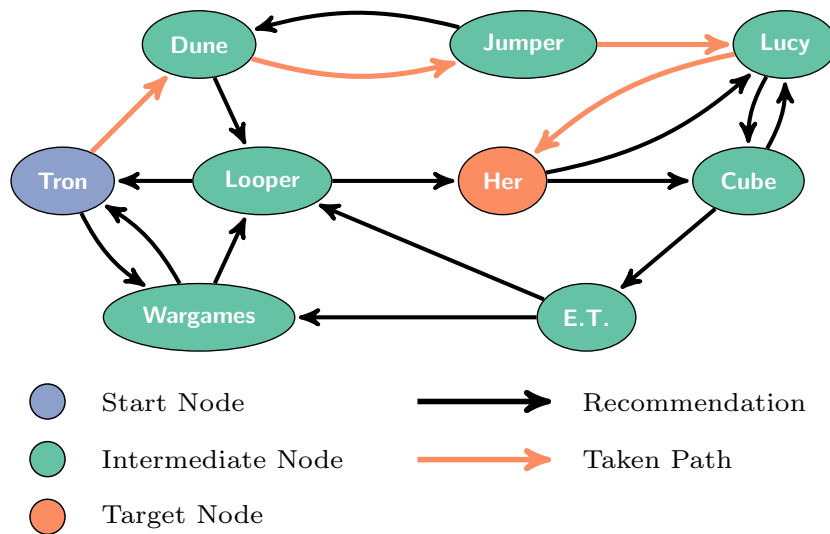 Dune
Jumper
Lucy
Tron
Looper
Her
Cube
Wargames
E.T.
Start Node
Recommendation
Intermediate Node
Taken Path
Target Node